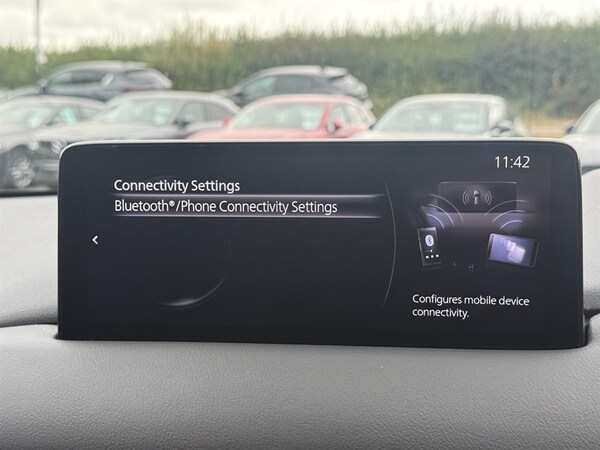 11:42
Connectivity Settings
Bluetooth®/Phone Connectivity Settings
Configures mobile device
connectivity.